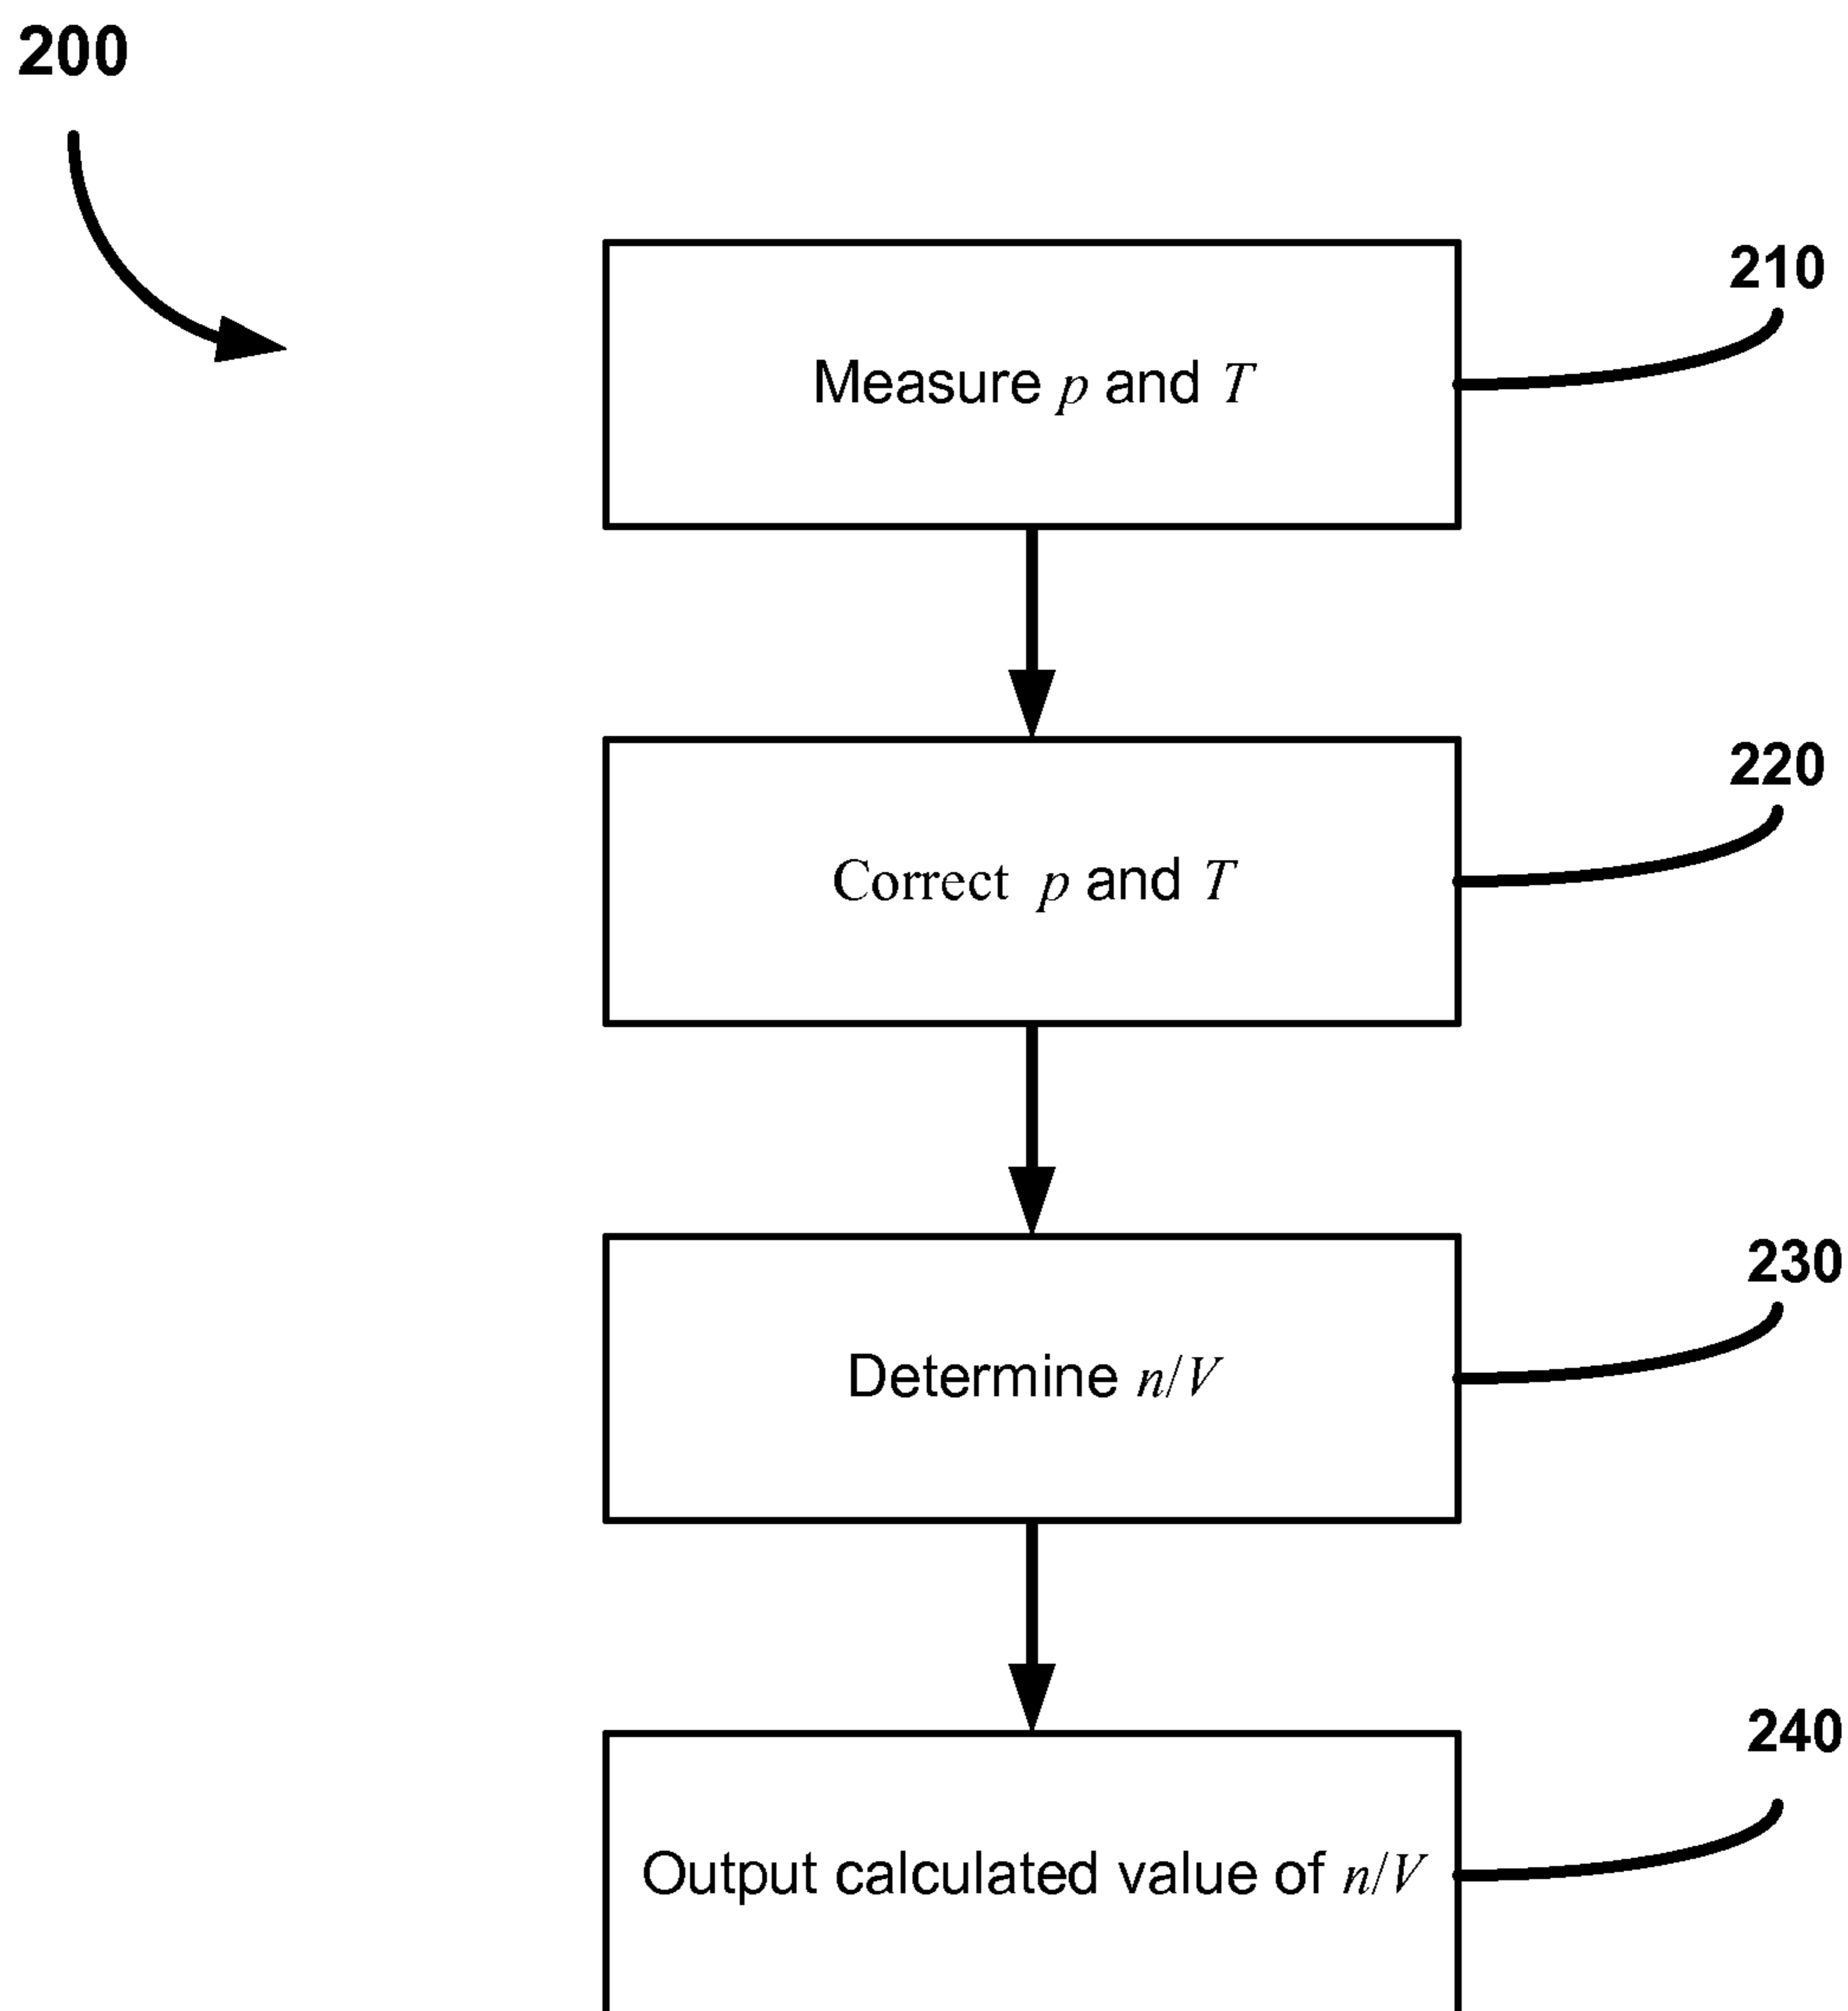 200
210
Measure p and T
220
Correct p and T
230
Determine n/V
240
Output calculated value of n/V